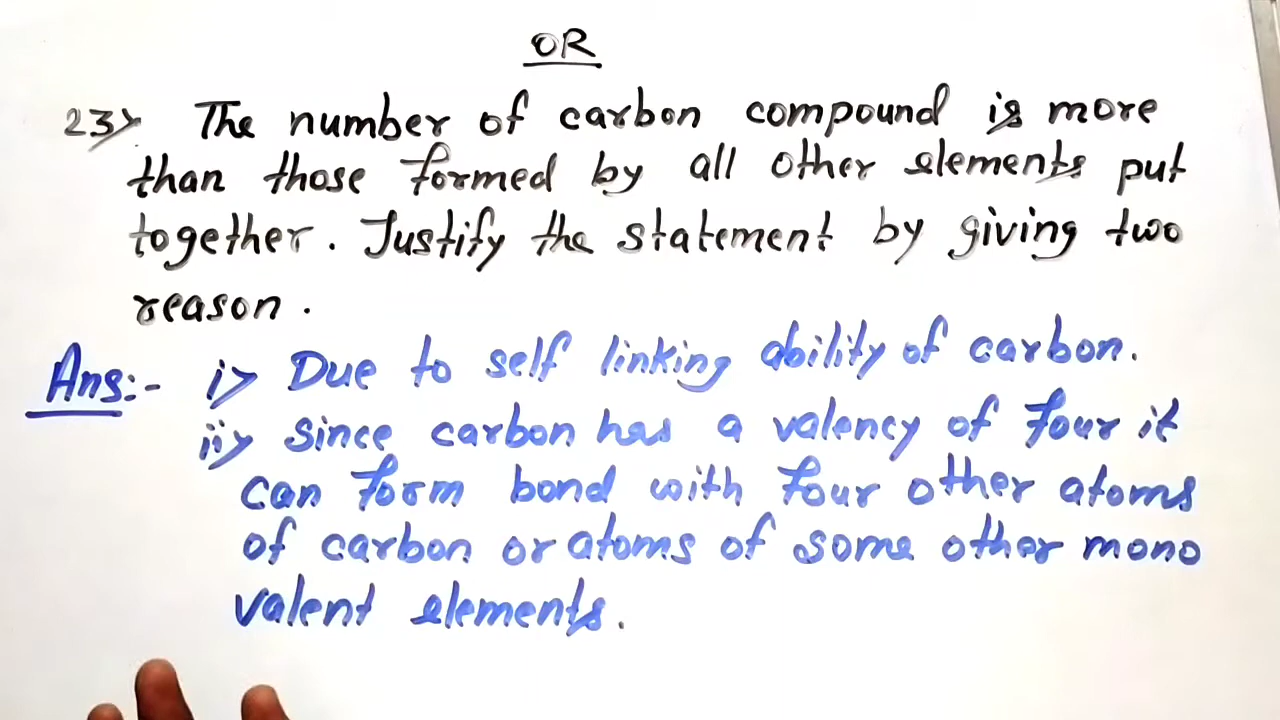 OR
23> The number of carbon compound is more
than those formed by all other elements put
together. Justify the statement by giving two
reason.
Ans:- i> Due to self linking ability of carbon.
ii> since carbon has a valency of four it
can form bond with four other atoms
of carbon or atoms of some other mono
valent elements.